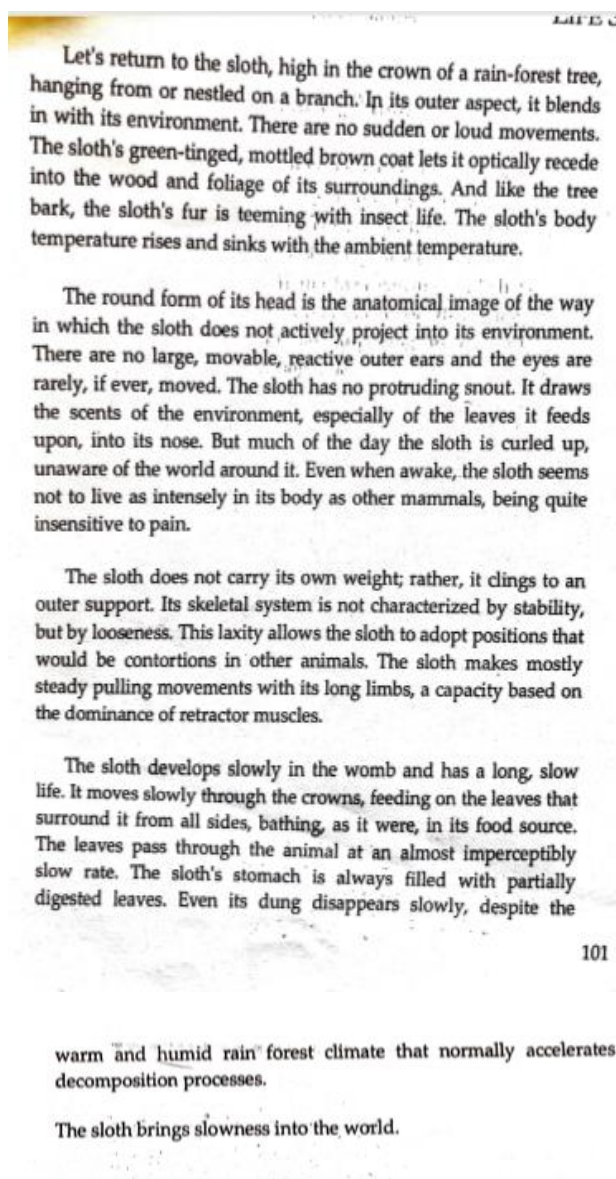 Let's return to the sloth, high in the crown of a rain-forest tree,
hanging from or nestled on a branch. In its outer aspect, it blends
in with its environment. There are no sudden or loud movements.
The sloth's green-tinged, mottled brown coat lets it optically recede
into the wood and foliage of its surroundings. And like the tree
bark, the sloth's fur is teeming with insect life. The sloth's body
temperature rises and sinks with the ambient temperature.
The round form of its head is the anatomical image of the way
in which the sloth does not actively project into its environment.
There are no large, movable, reactive outer ears and the eyes are
rarely, if ever, moved. The sloth has no protruding snout. It draws
the scents of the environment, especially of the leaves it feeds
upon, into its nose. But much of the day the sloth is curled up,
unaware of the world around it. Even when awake, the sloth seems
not to live as intensely in its body as other mammals, being quite
insensitive to pain.
The sloth does not carry its own weight; rather, it clings to an
outer support. Its skeletal system is not characterized by stability,
but by looseness. This laxity allows the sloth to adopt positions that
would be contortions in other animals. The sloth makes mostly
steady pulling movements with its long limbs, a capacity based on
the dominance of retractor muscles.
The sloth develops slowly in the womb and has a long, slow
life. It moves slowly through the crowns, feeding on the leaves that
surround it from all sides, bathing, as it were, in its food source.
The leaves pass through the animal at an almost imperceptibly
slow rate. The sloth's stomach is always filled with partially
digested leaves. Even its dung disappears slowly, despite the
101
warm and humid rain forest climate that normally accelerates
decomposition processes.
The sloth brings slowness into the world.